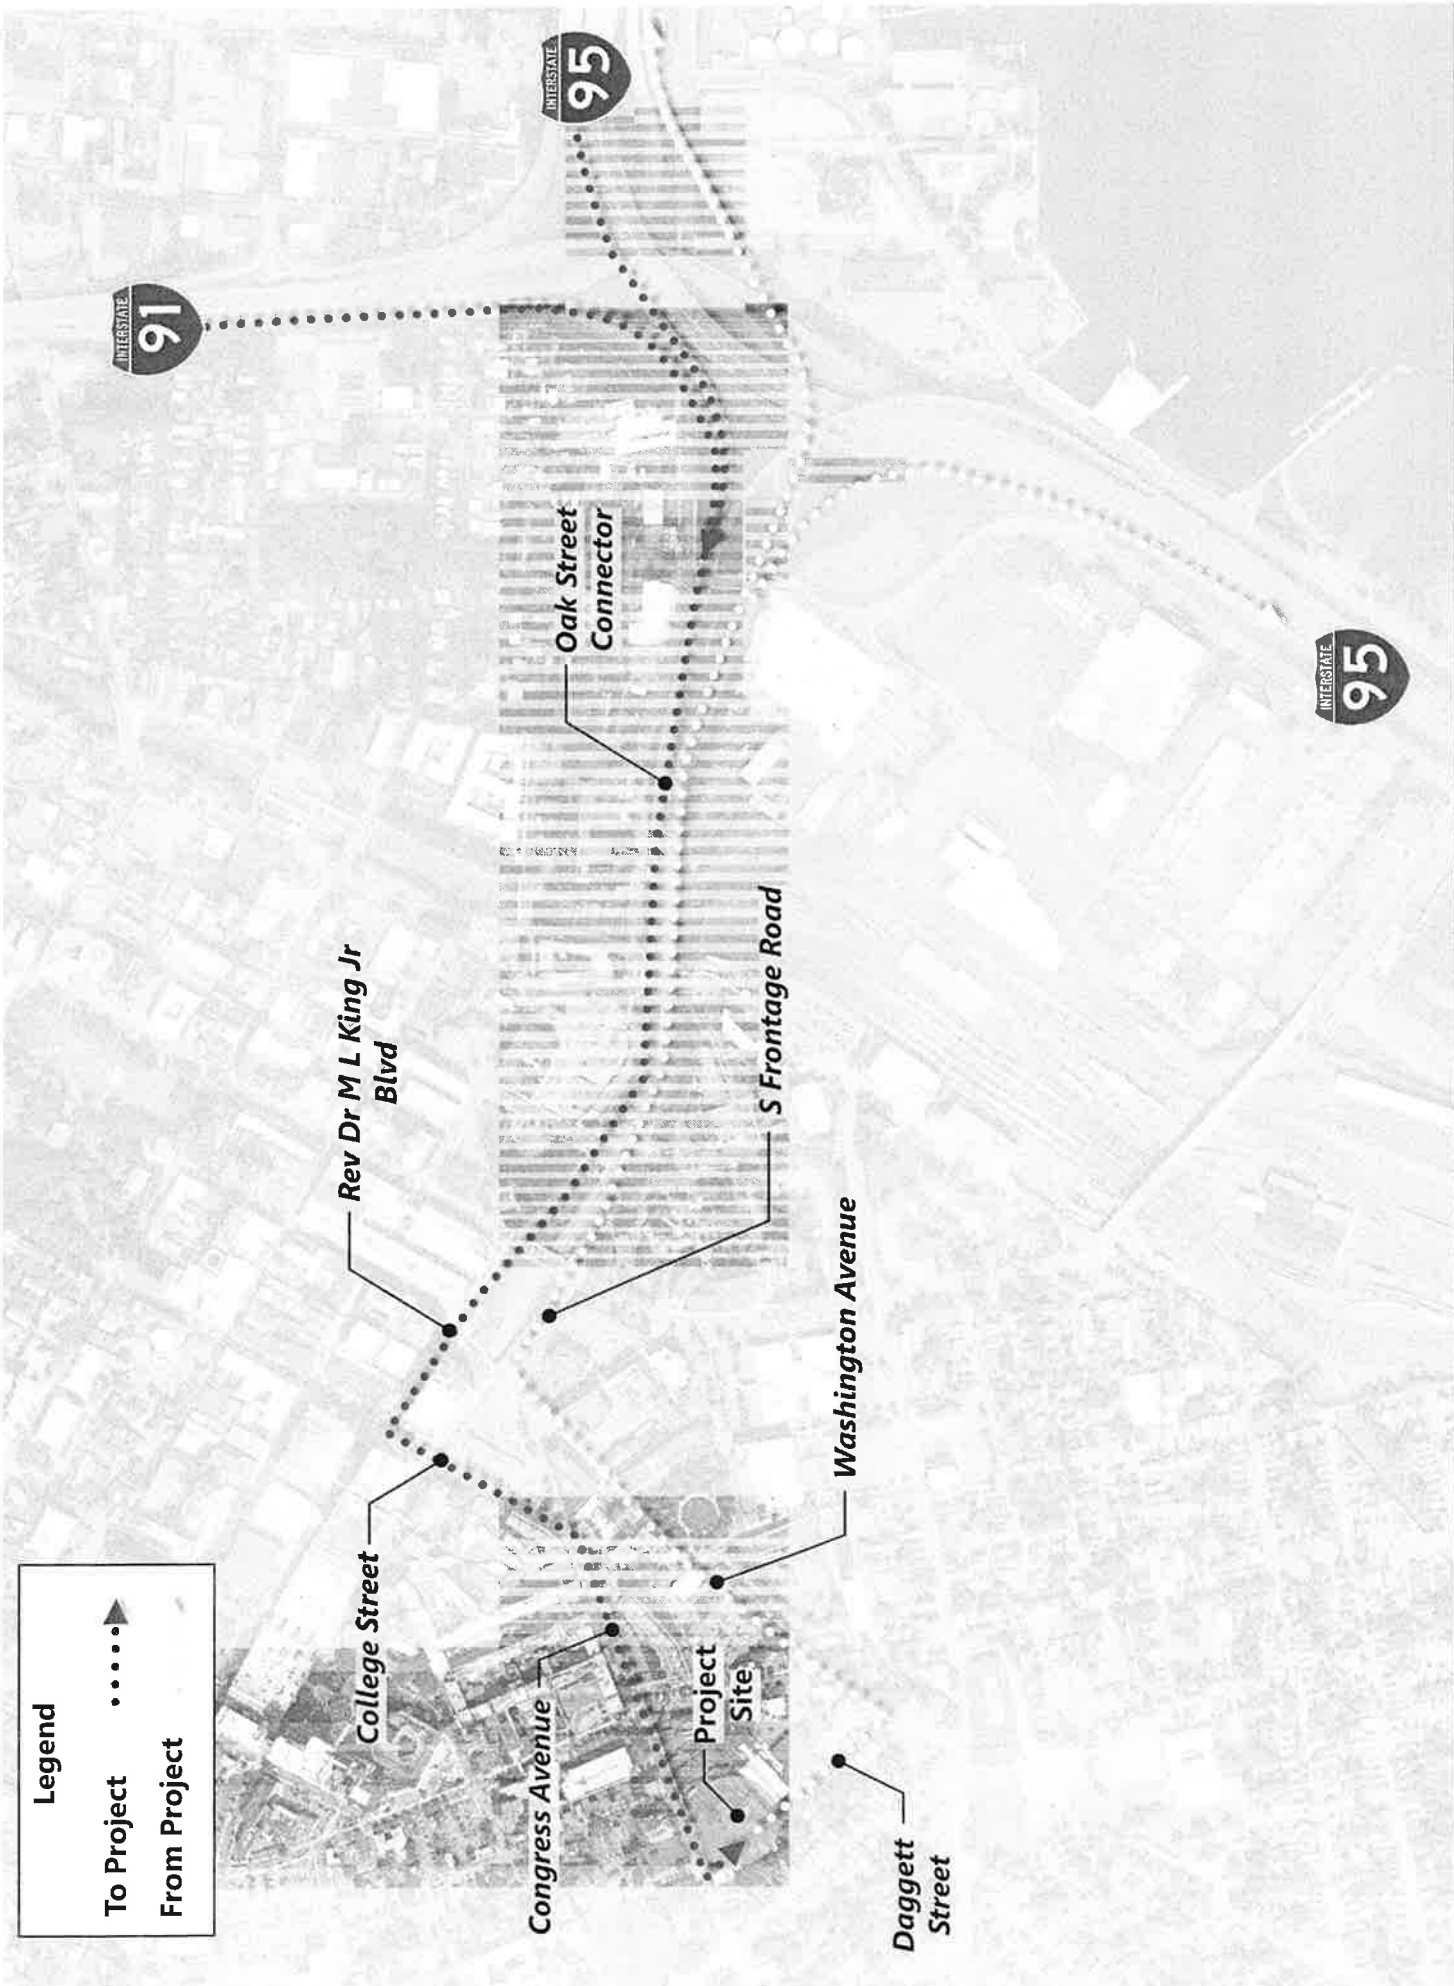 Legend
To Project
From Project
INTERSTATE
91
INTERSTATE
95
INTERSTATE
95
Rev Dr M L King Jr
Blvd
Oak Street
Connector
S Frontage Road
College Street
Washington Avenue
Congress Avenue
Project
Site
Daggett
Street